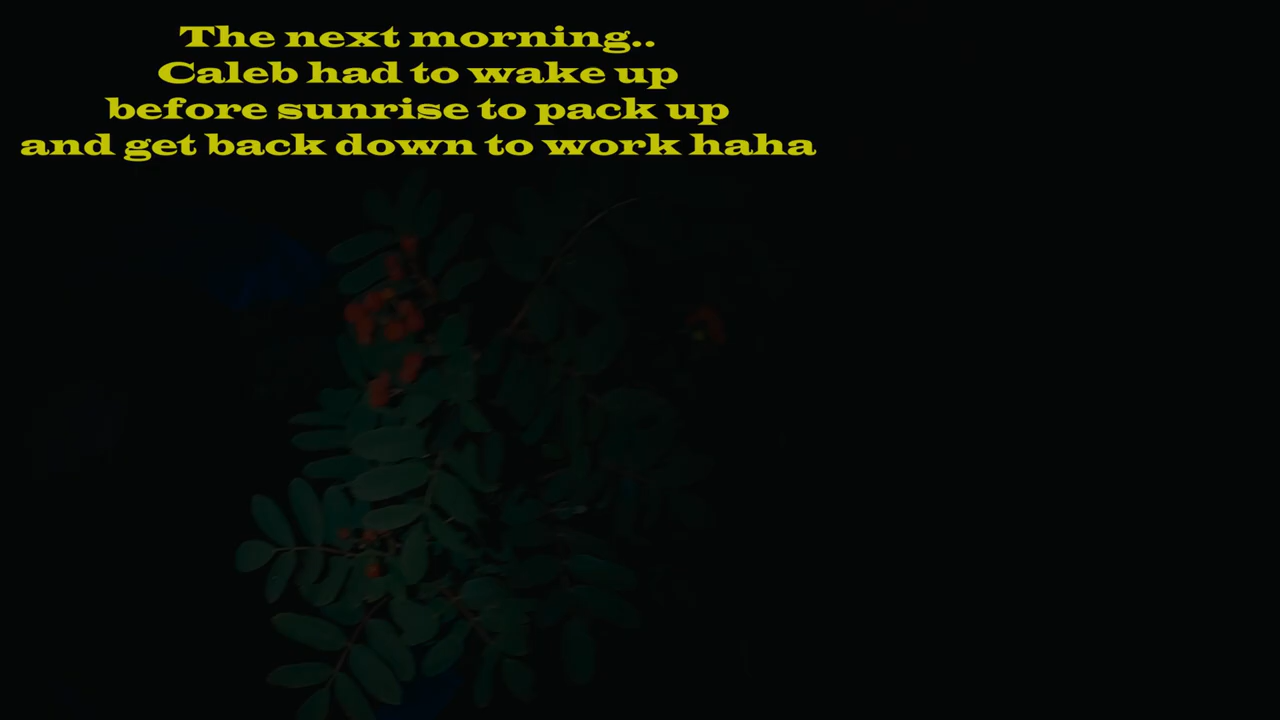 The next morning..
Caleb had to wake up
before sunrise to pack up
and get back down to work haha